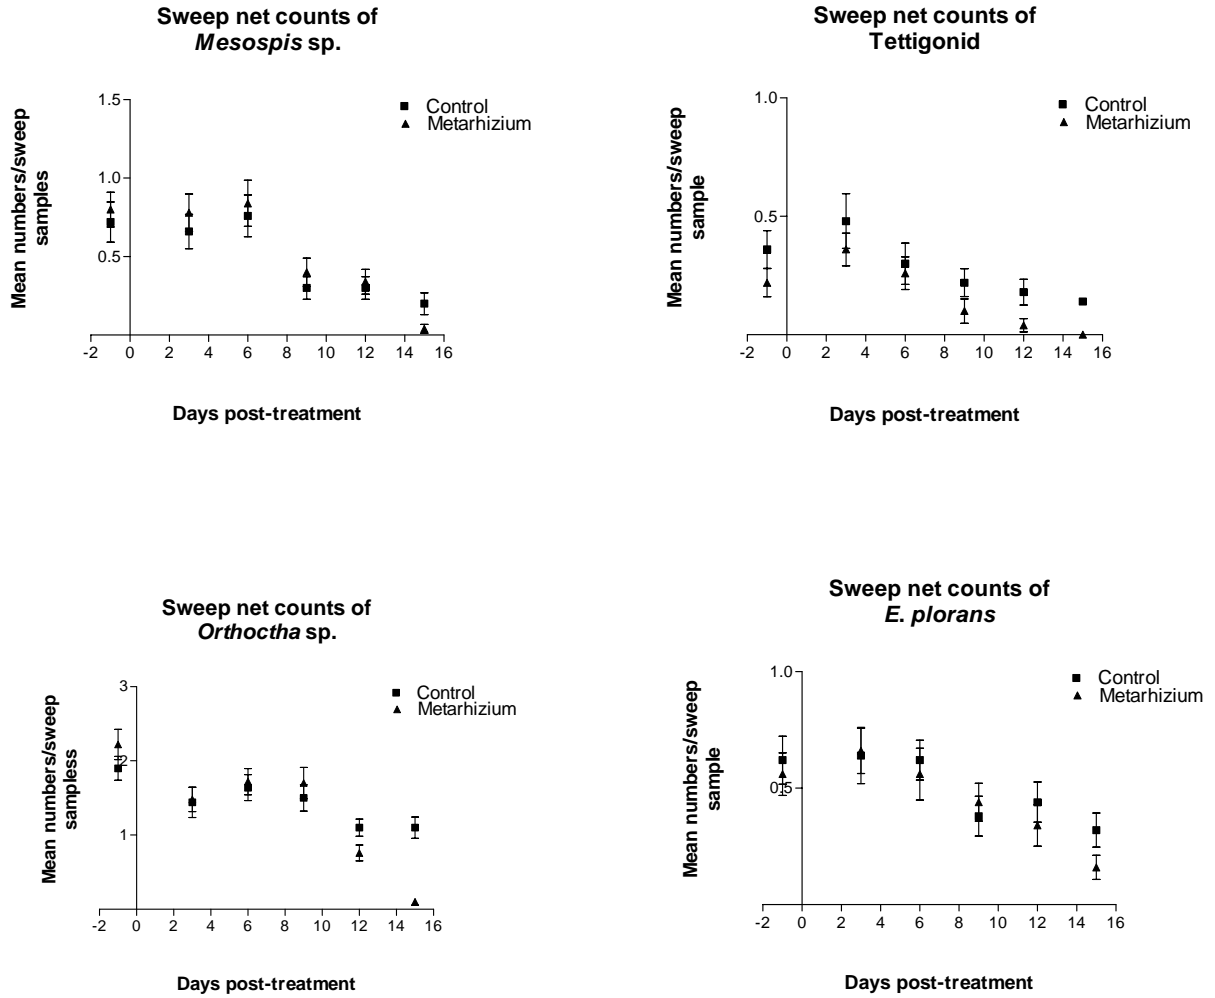 Sweep net counts of
Mesospis sp.
Mean numbers/sweep
samples
1.5
1.0
0.5
Control
Metarhizium
-2 0 2 4 6 8 10 12 14 16
Days post-treatment
Sweep net counts of
Tettigonid
Mean numbers/sweep
sample
1.0
0.5
Control
Metarhizium
-2 0 2 4 6 8 10 12 14 16
Days post-treatment
Sweep net counts of
Orthoctha sp.
Mean numbers/sweep
sampless
3
2
1
Control
Metarhizium
-2 0 2 4 6 8 10 12 14 16
Days post-treatment
Sweep net counts of
E. plorans
Mean numbers/sweep
sample
1.0
0.5
Control
Metarhizium
-2 0 2 4 6 8 10 12 14 16
Days post-treatment